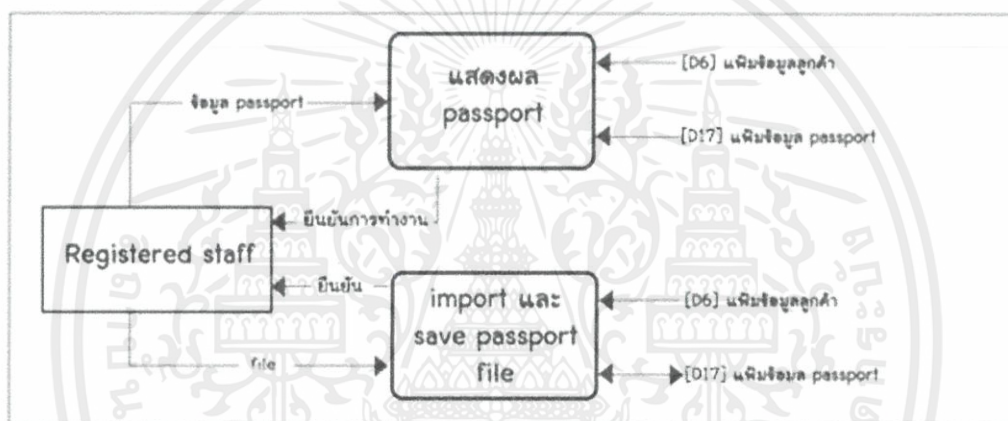 แสดงผล
passport
[D6] แฟ้มข้อมูลลูกค้า
ข้อมูล passport
[D17] แฟ้มข้อมูล passport
ยืนยันการทำงาน
Registered staff
ยืนยัน
import และ
save passport
file
[D6] แฟ้มข้อมูลลูกค้า
file
[D17] แฟ้มข้อมูล passport